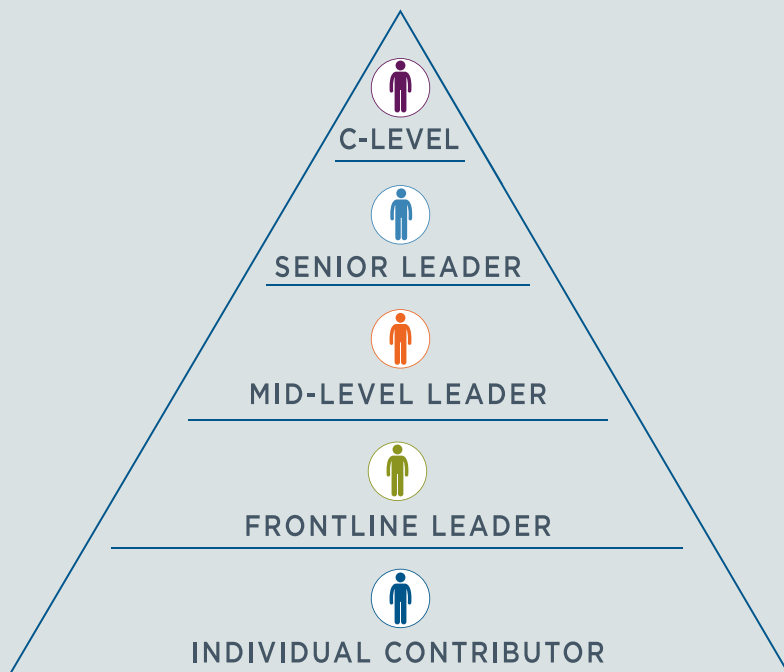 C-LEVEL
SENIOR LEADER
MID-LEVEL LEADER
FRONTLINE LEADER
INDIVIDUAL CONTRIBUTOR